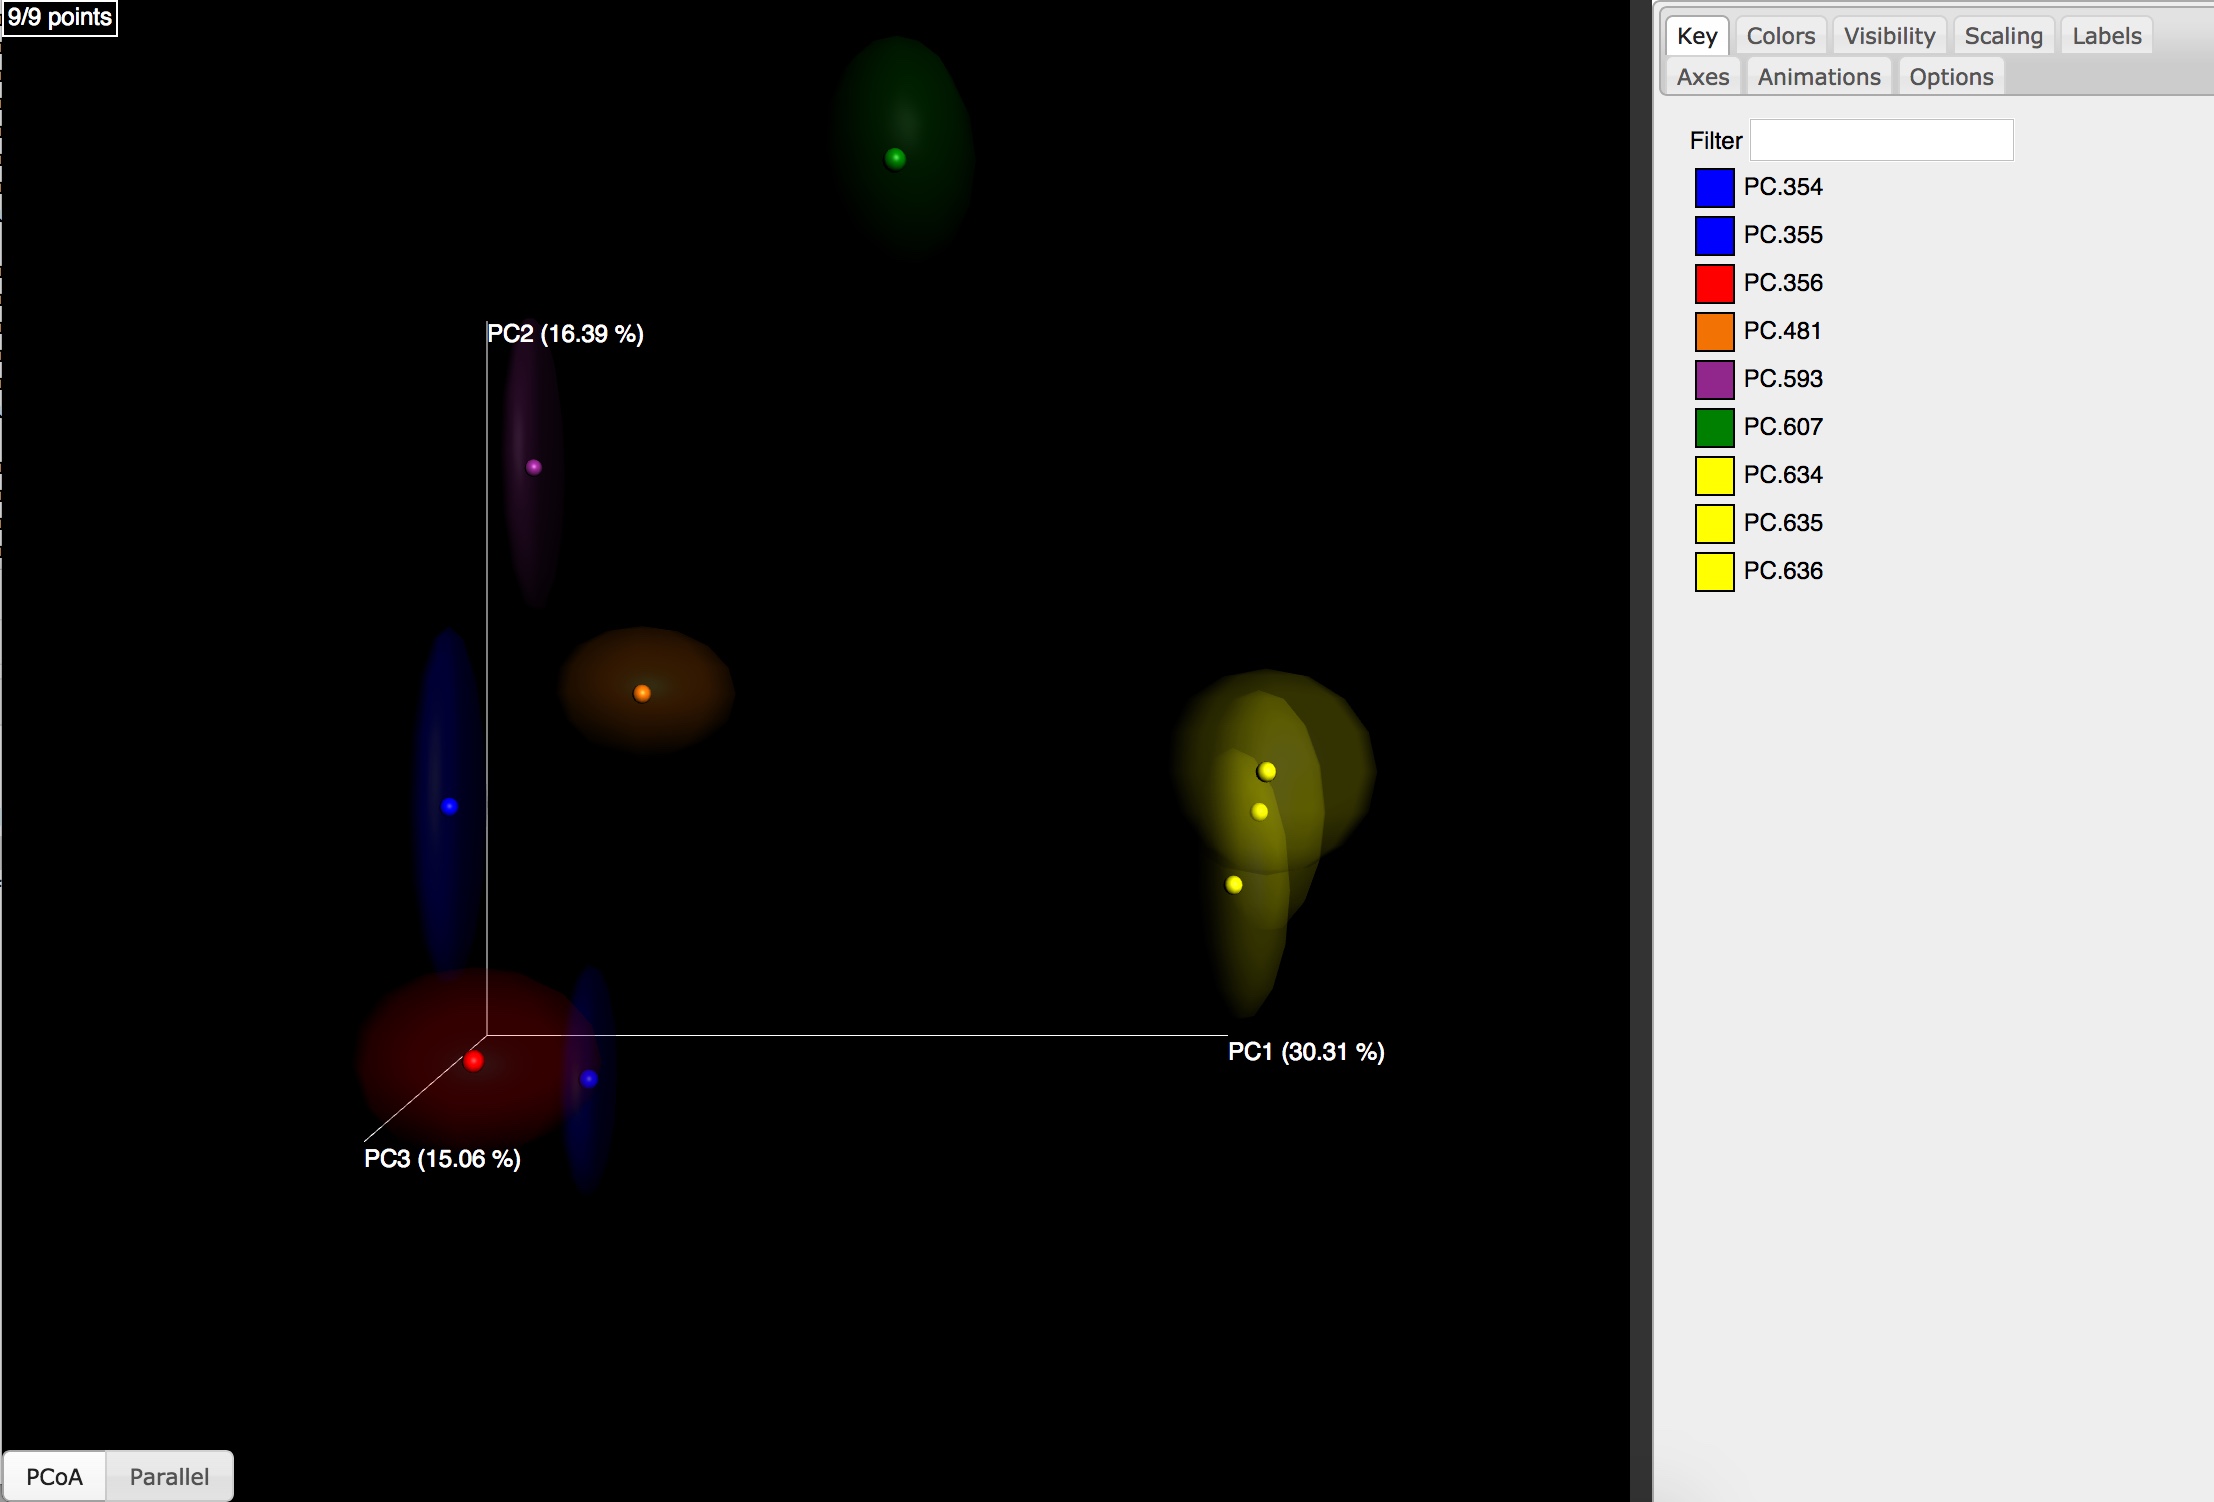 9/9 points
PC2 (16.39 %)
PC1 (30.31 %)
PC3 (15.06 %)
PCoA Parallel
Key Colors Visibility Scaling Labels
Axes Animations Options
Filter
PC.354
PC.355
PC.356
PC.481
PC.593
PC.607
PC.634
PC.635
PC.636